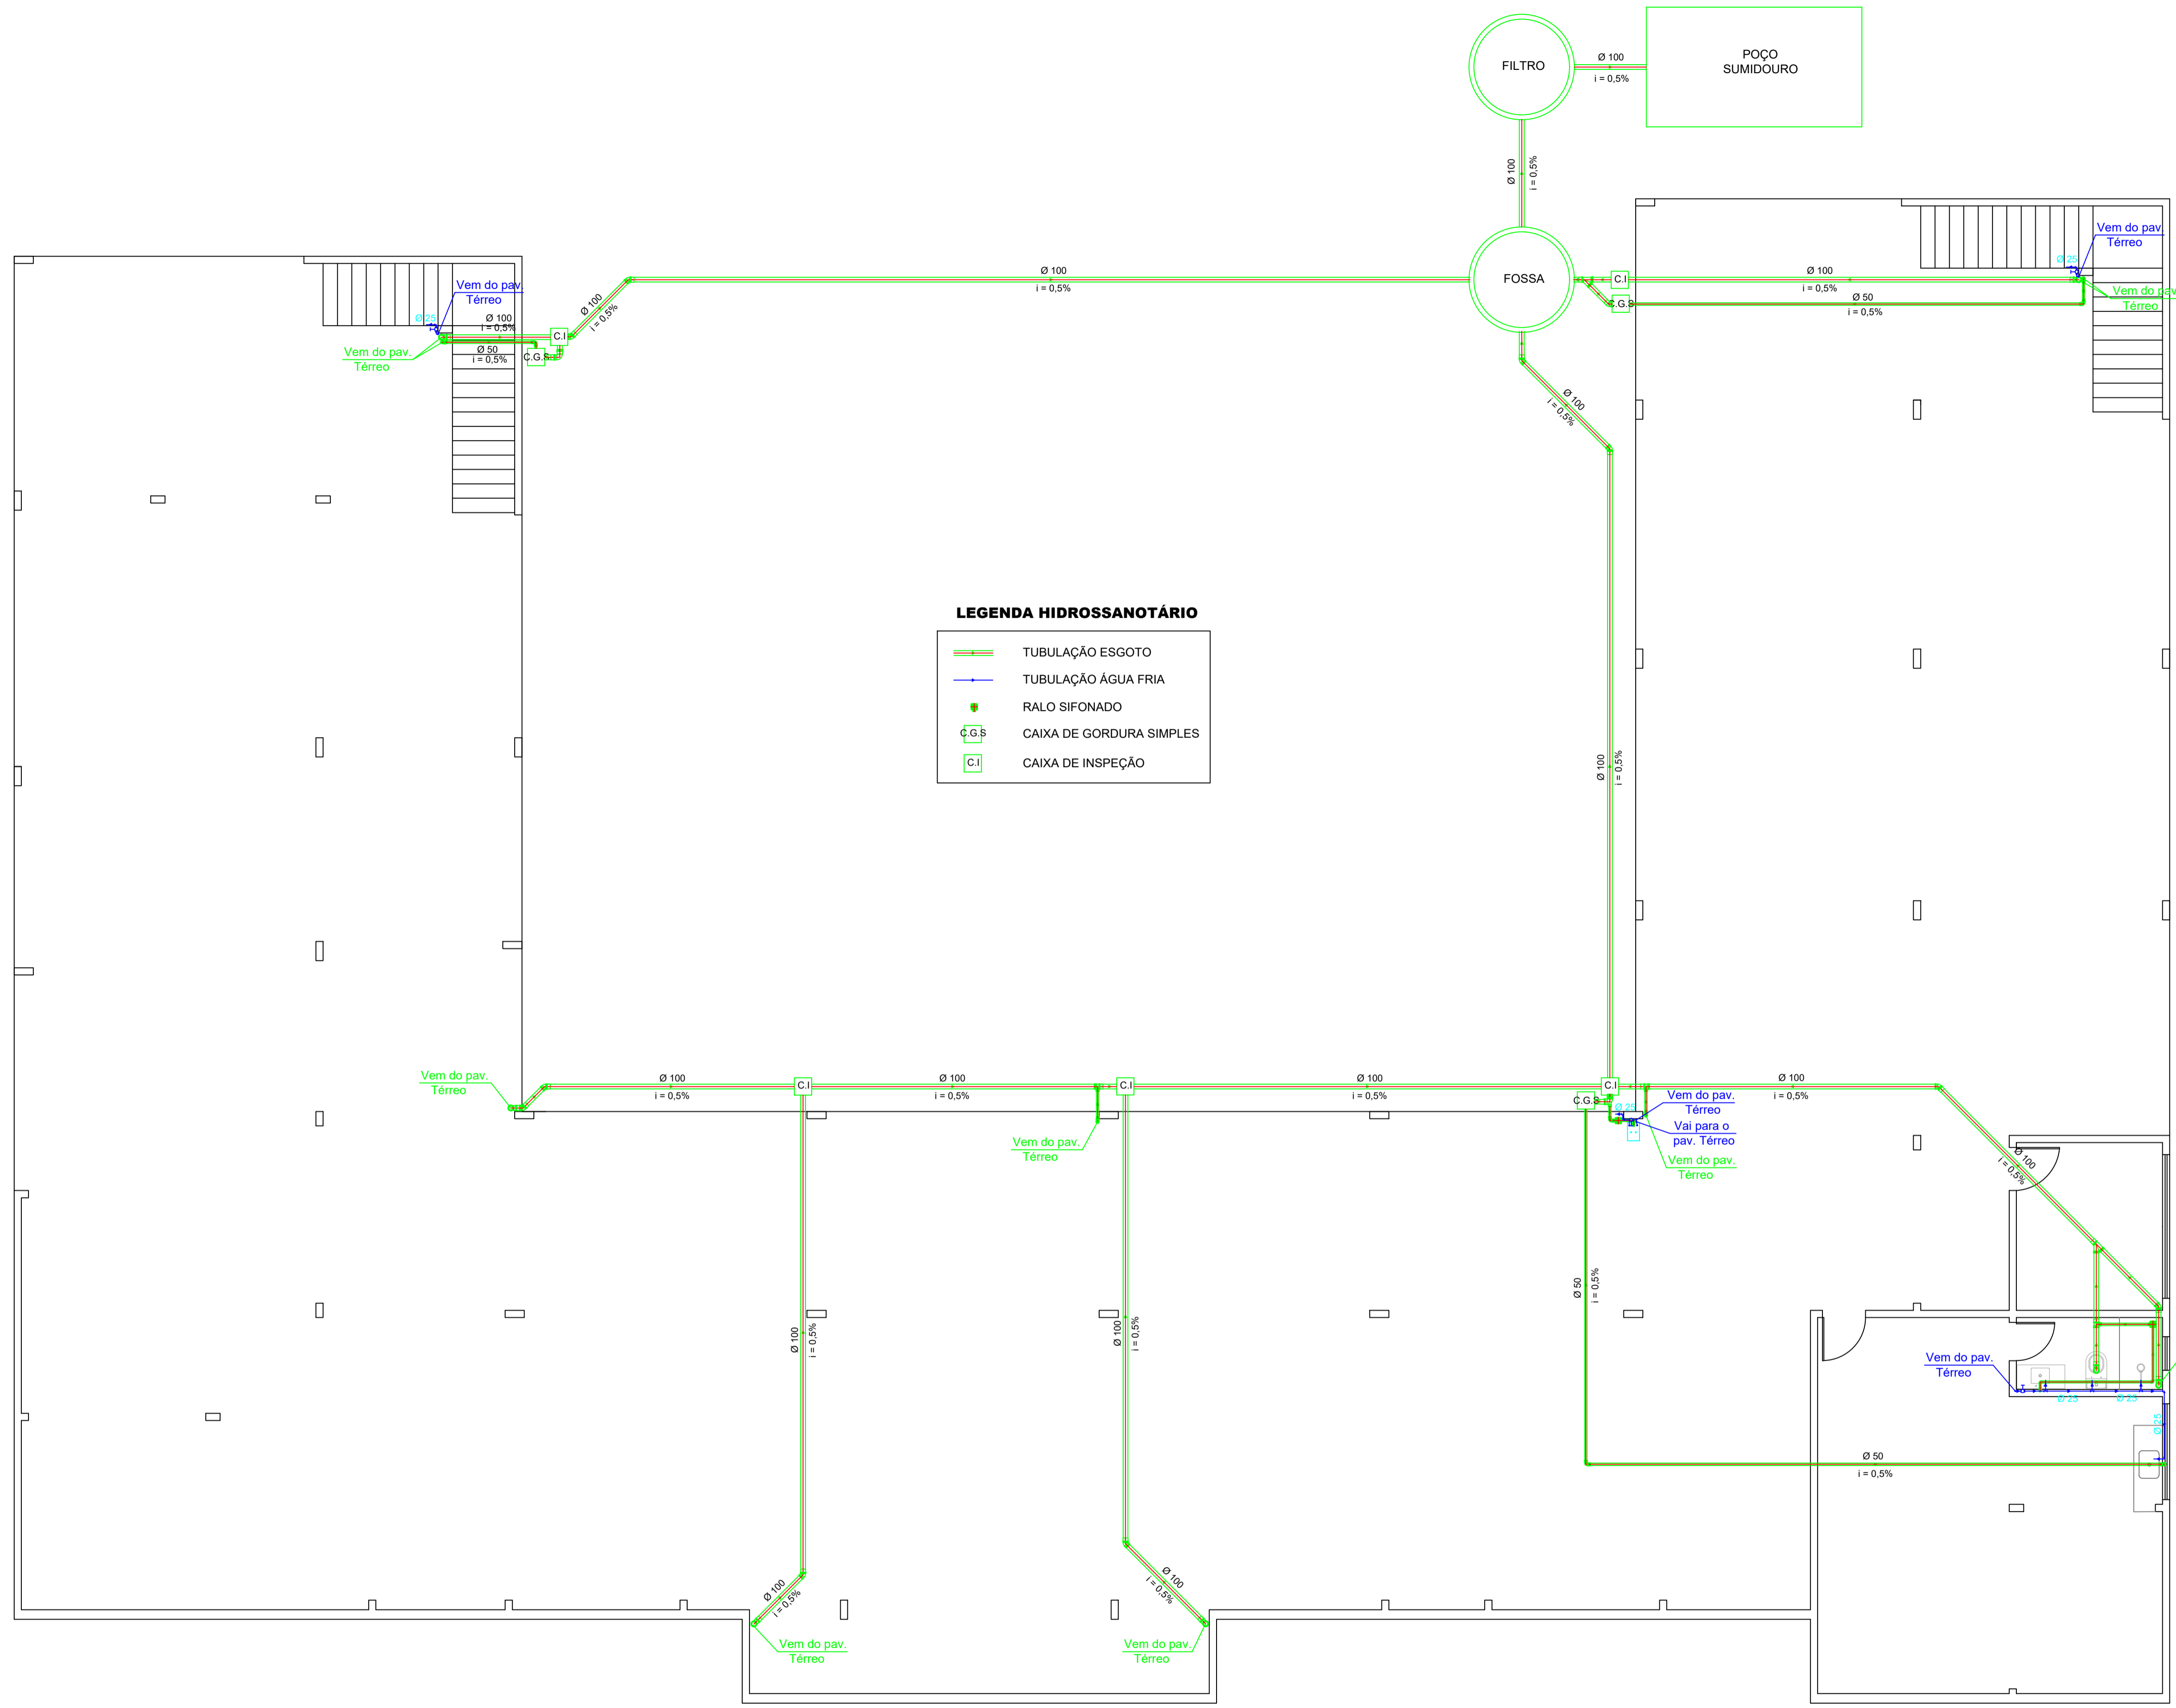 FILTRO
Ø 100
i = 0,5%
POÇO
SUMIDOURO
Ø 100
i = 0,5%
FOSSA
Vem do pav.
Térreo
Ø 25
Ø 100
i = 0,5%
Ø 50
i = 0,5%
Vem do pav.
Térreo
C.I
C.G.S
Ø 100
i = 0,5%
Ø 100
i = 0,5%
C.I
C.G.S
Ø 100
i = 0,5%
Ø 50
i = 0,5%
Vem do pav.
Térreo
Ø 25
Vem do pav
Térreo
Ø 100
i = 0,5%
Ø 100
i = 0,5%
LEGENDA HIDROSSANOTÁRIO
TUBULAÇÃO ESGOTO
TUBULAÇÃO ÁGUA FRIA
RALO SIFONADO
C.G.S
CAIXA DE GORDURA SIMPLES
C.I
CAIXA DE INSPEÇÃO
Vem do pav.
Térreo
Ø 100
i = 0,5%
C.I
Ø 100
i = 0,5%
C.I
Ø 100
i = 0,5%
C.I
C.G.S
Ø 100
i = 0,5%
Vem do pav.
Térreo
Ø 25
Vem do pav.
Térreo
Vai para o
pav. Térreo
Vem do pav.
Térreo
Ø 100
i = 0,5%
Ø 100
i = 0,5%
Ø 100
i = 0,5%
Ø 50
i = 0,5%
Vem do pav.
Térreo
Ø 25
Ø 25
Ø 25
Ø 50
i = 0,5%
Ø 100
i = 0,5%
Ø 100
i = 0,5%
Vem do pav.
Térreo
Vem do pav.
Térreo